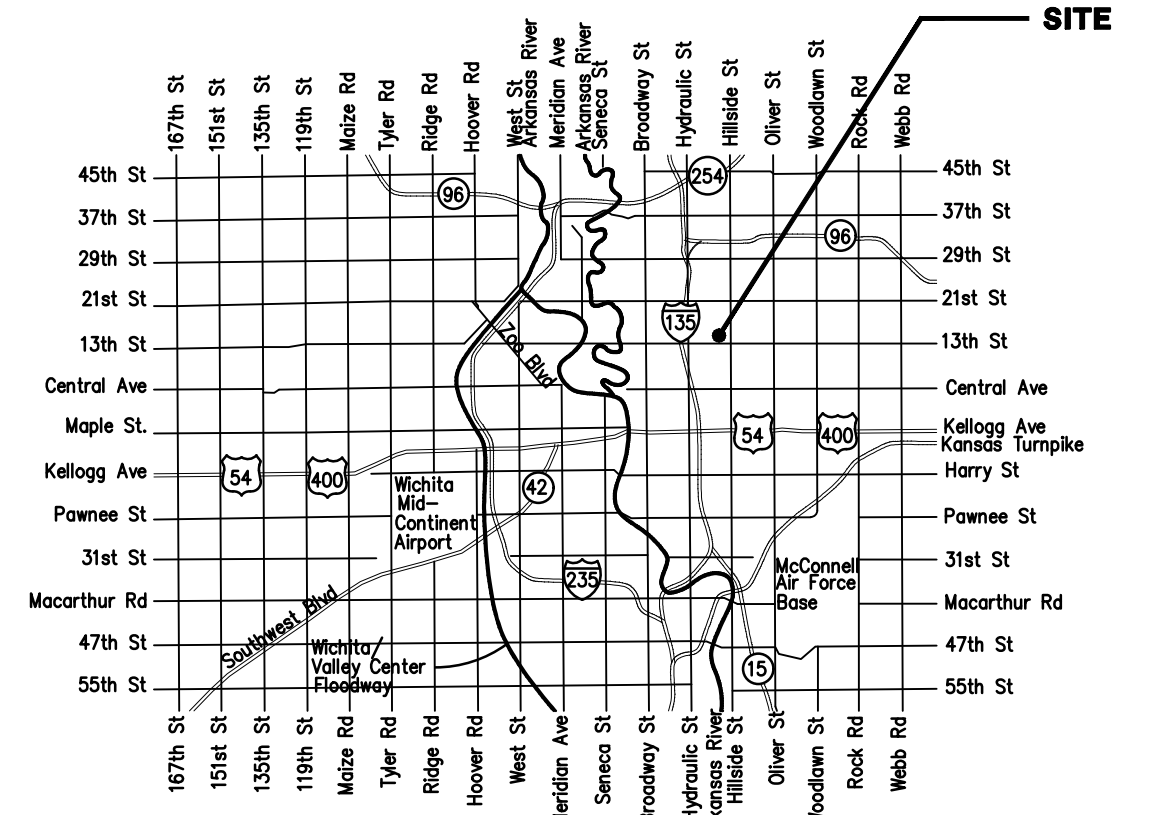 SITE
167th St
151st St
135th St
119th St
Maize Rd
Tyler Rd
Ridge Rd
Hoover Rd
West St
Arkansas River
Meridian Ave
Arkansas River
Seneca St
Broadway St
Hydraulic St
Hillside St
Oliver St
Woodlawn St
Rock Rd
Webb Rd
45th St
254
45th St
96
37th St
37th St
96
29th St
29th St
21st St
21st St
135
13th St
Zoo Blvd
13th St
Central Ave
Central Ave
Maple St.
54
400
Kellogg Ave
Kansas Turnpike
Kellogg Ave
54
400
Harry St
Wichita
Mid-
Continent
Airport
42
Pawnee St
Pawnee St
31st St
31st St
McConnell
Air Force
Base
235
Macarthur Rd
Macarthur Rd
Southwest Blvd
47th St
47th St
Wichita/
Valley Center
Floodway
15
55th St
55th St
167th St
151st St
135th St
119th St
Maize Rd
Tyler Rd
Ridge Rd
Hoover Rd
West St
eridian Ave
Seneca St
roadway St
ydraulic St
kansas River
Hillside St
Oliver St
oodlawn St
Rock Rd
Webb Rd